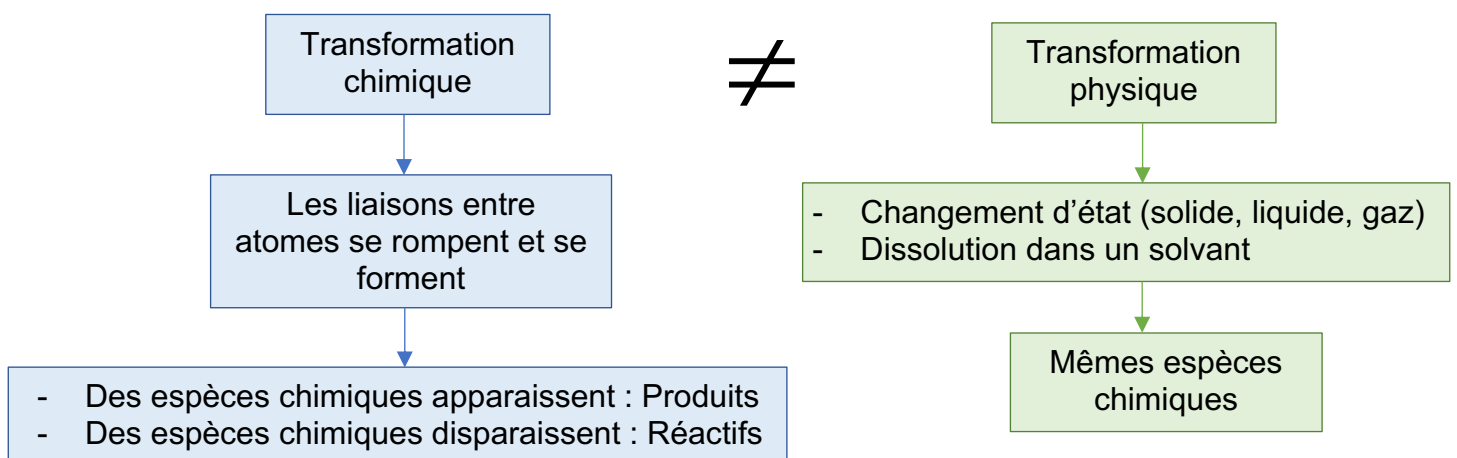 Transformation
chimique
≠
Transformation
physique
Les liaisons entre
atomes se rompent et se
forment
- Changement d’état (solide, liquide, gaz)
- Dissolution dans un solvant
- Des espèces chimiques apparaissent : Produits
- Des espèces chimiques disparaissent : Réactifs
Mêmes espèces
chimiques